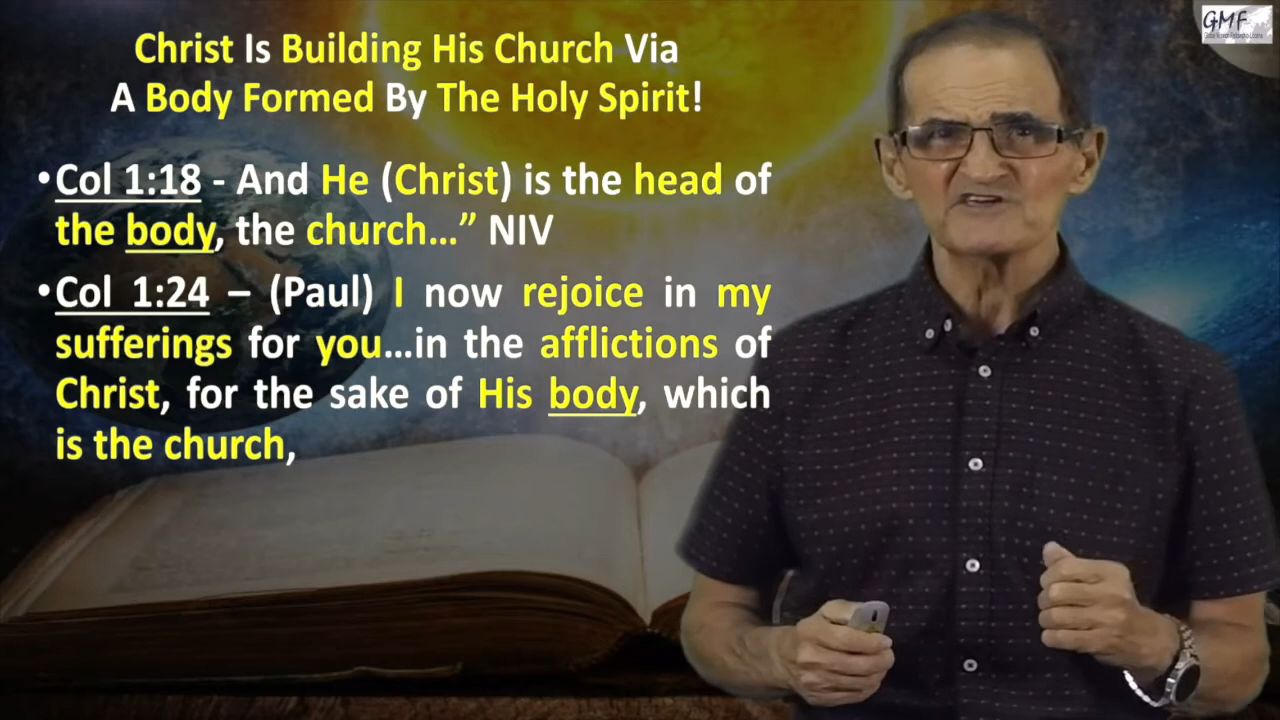 Christ Is Building His Church Via
A Body Formed By The Holy Spirit!
•Col 1:18 - And He (Christ) is the head of
the body, the church…” NIV
•Col 1:24 – (Paul) I now rejoice in my
sufferings for you…in the afflictions of
Christ, for the sake of His body, which
is the church,
GMF